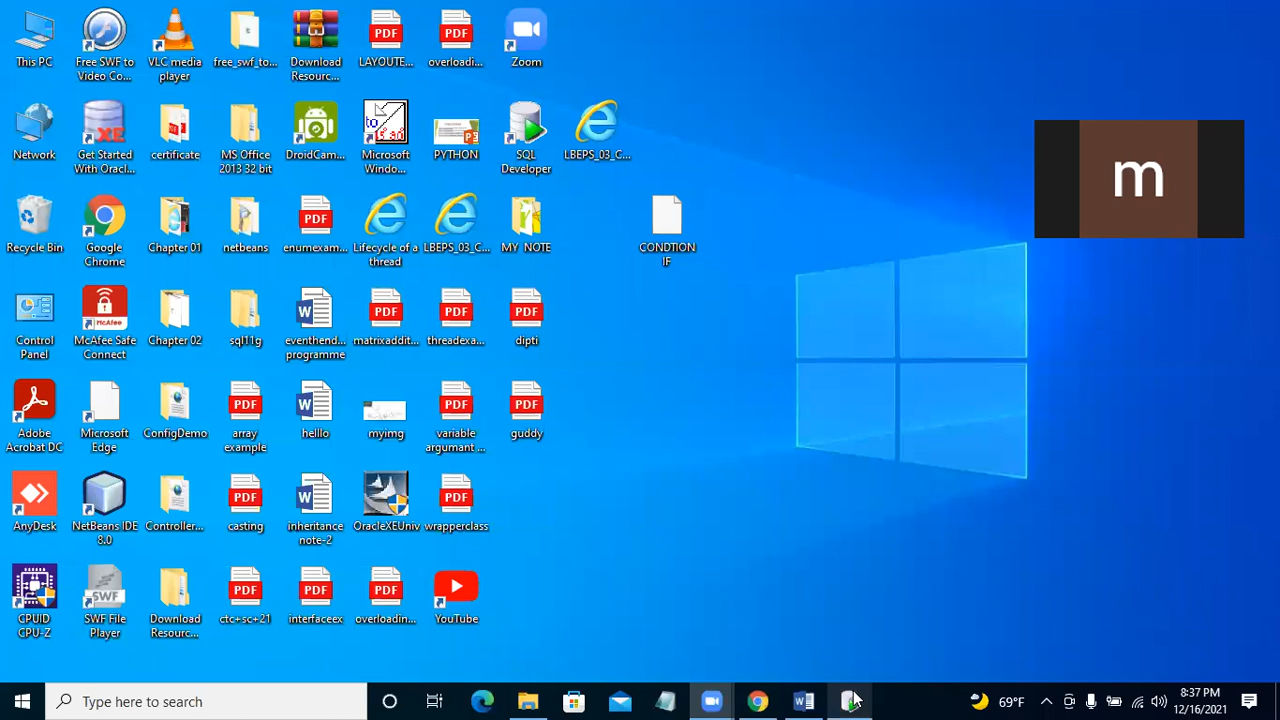 This PC
Free SWF to
Video Co...
VLC media
player
free_swf_to...
Download
Resourc...
PDF
LAYOUTE...
PDF
overloadi...
Zoom
Network
XE
Get Started
With Oracl...
certificate
MS Office
2013 32 bit
DroidCam...
Microsoft
Windo...
PYTHON
SQL
Developer
LBEPS_03_C...
m
Recycle Bin
Google
Chrome
Chapter 01
netbeans
PDF
enumexam...
Lifecycle of a
thread
LBEPS_03_C...
MY NOTE
CONDTION
IF
Control
Panel
McAfee
McAfee Safe
Connect
Chapter 02
sql11g
eventhend...
programme
PDF
matrixaddit...
PDF
threadexa...
PDF
dipti
Adobe
Acrobat DC
Microsoft
Edge
ConfigDemo
PDF
array
example
helllo
myimg
PDF
variable
argumant ...
PDF
guddy
AnyDesk
NetBeans IDE
8.0
Controller...
PDF
casting
inheritance
note-2
OracleXEUniv
PDF
wrapperclass
CPUID
CPU-Z
SWF
SWF File
Player
Download
Resourc...
PDF
ctc+sc+21
PDF
interfaceex
PDF
overloadin...
YouTube
Type here to search
69°F
8:37 PM
12/16/2021